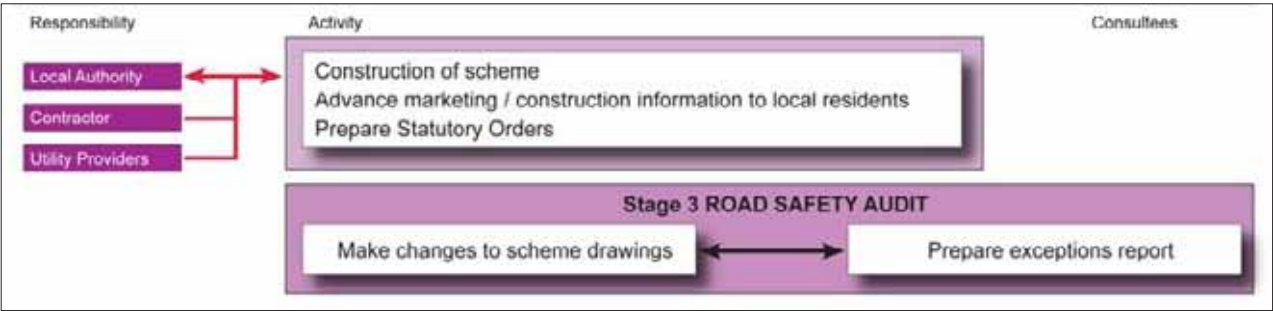 Responsibility
Activity
Consultees
Local Authority
Contractor
Utility Providers
Construction of scheme
Advance marketing / construction information to local residents
Prepare Statutory Orders
Stage 3 ROAD SAFETY AUDIT
Make changes to scheme drawings
Prepare exceptions report